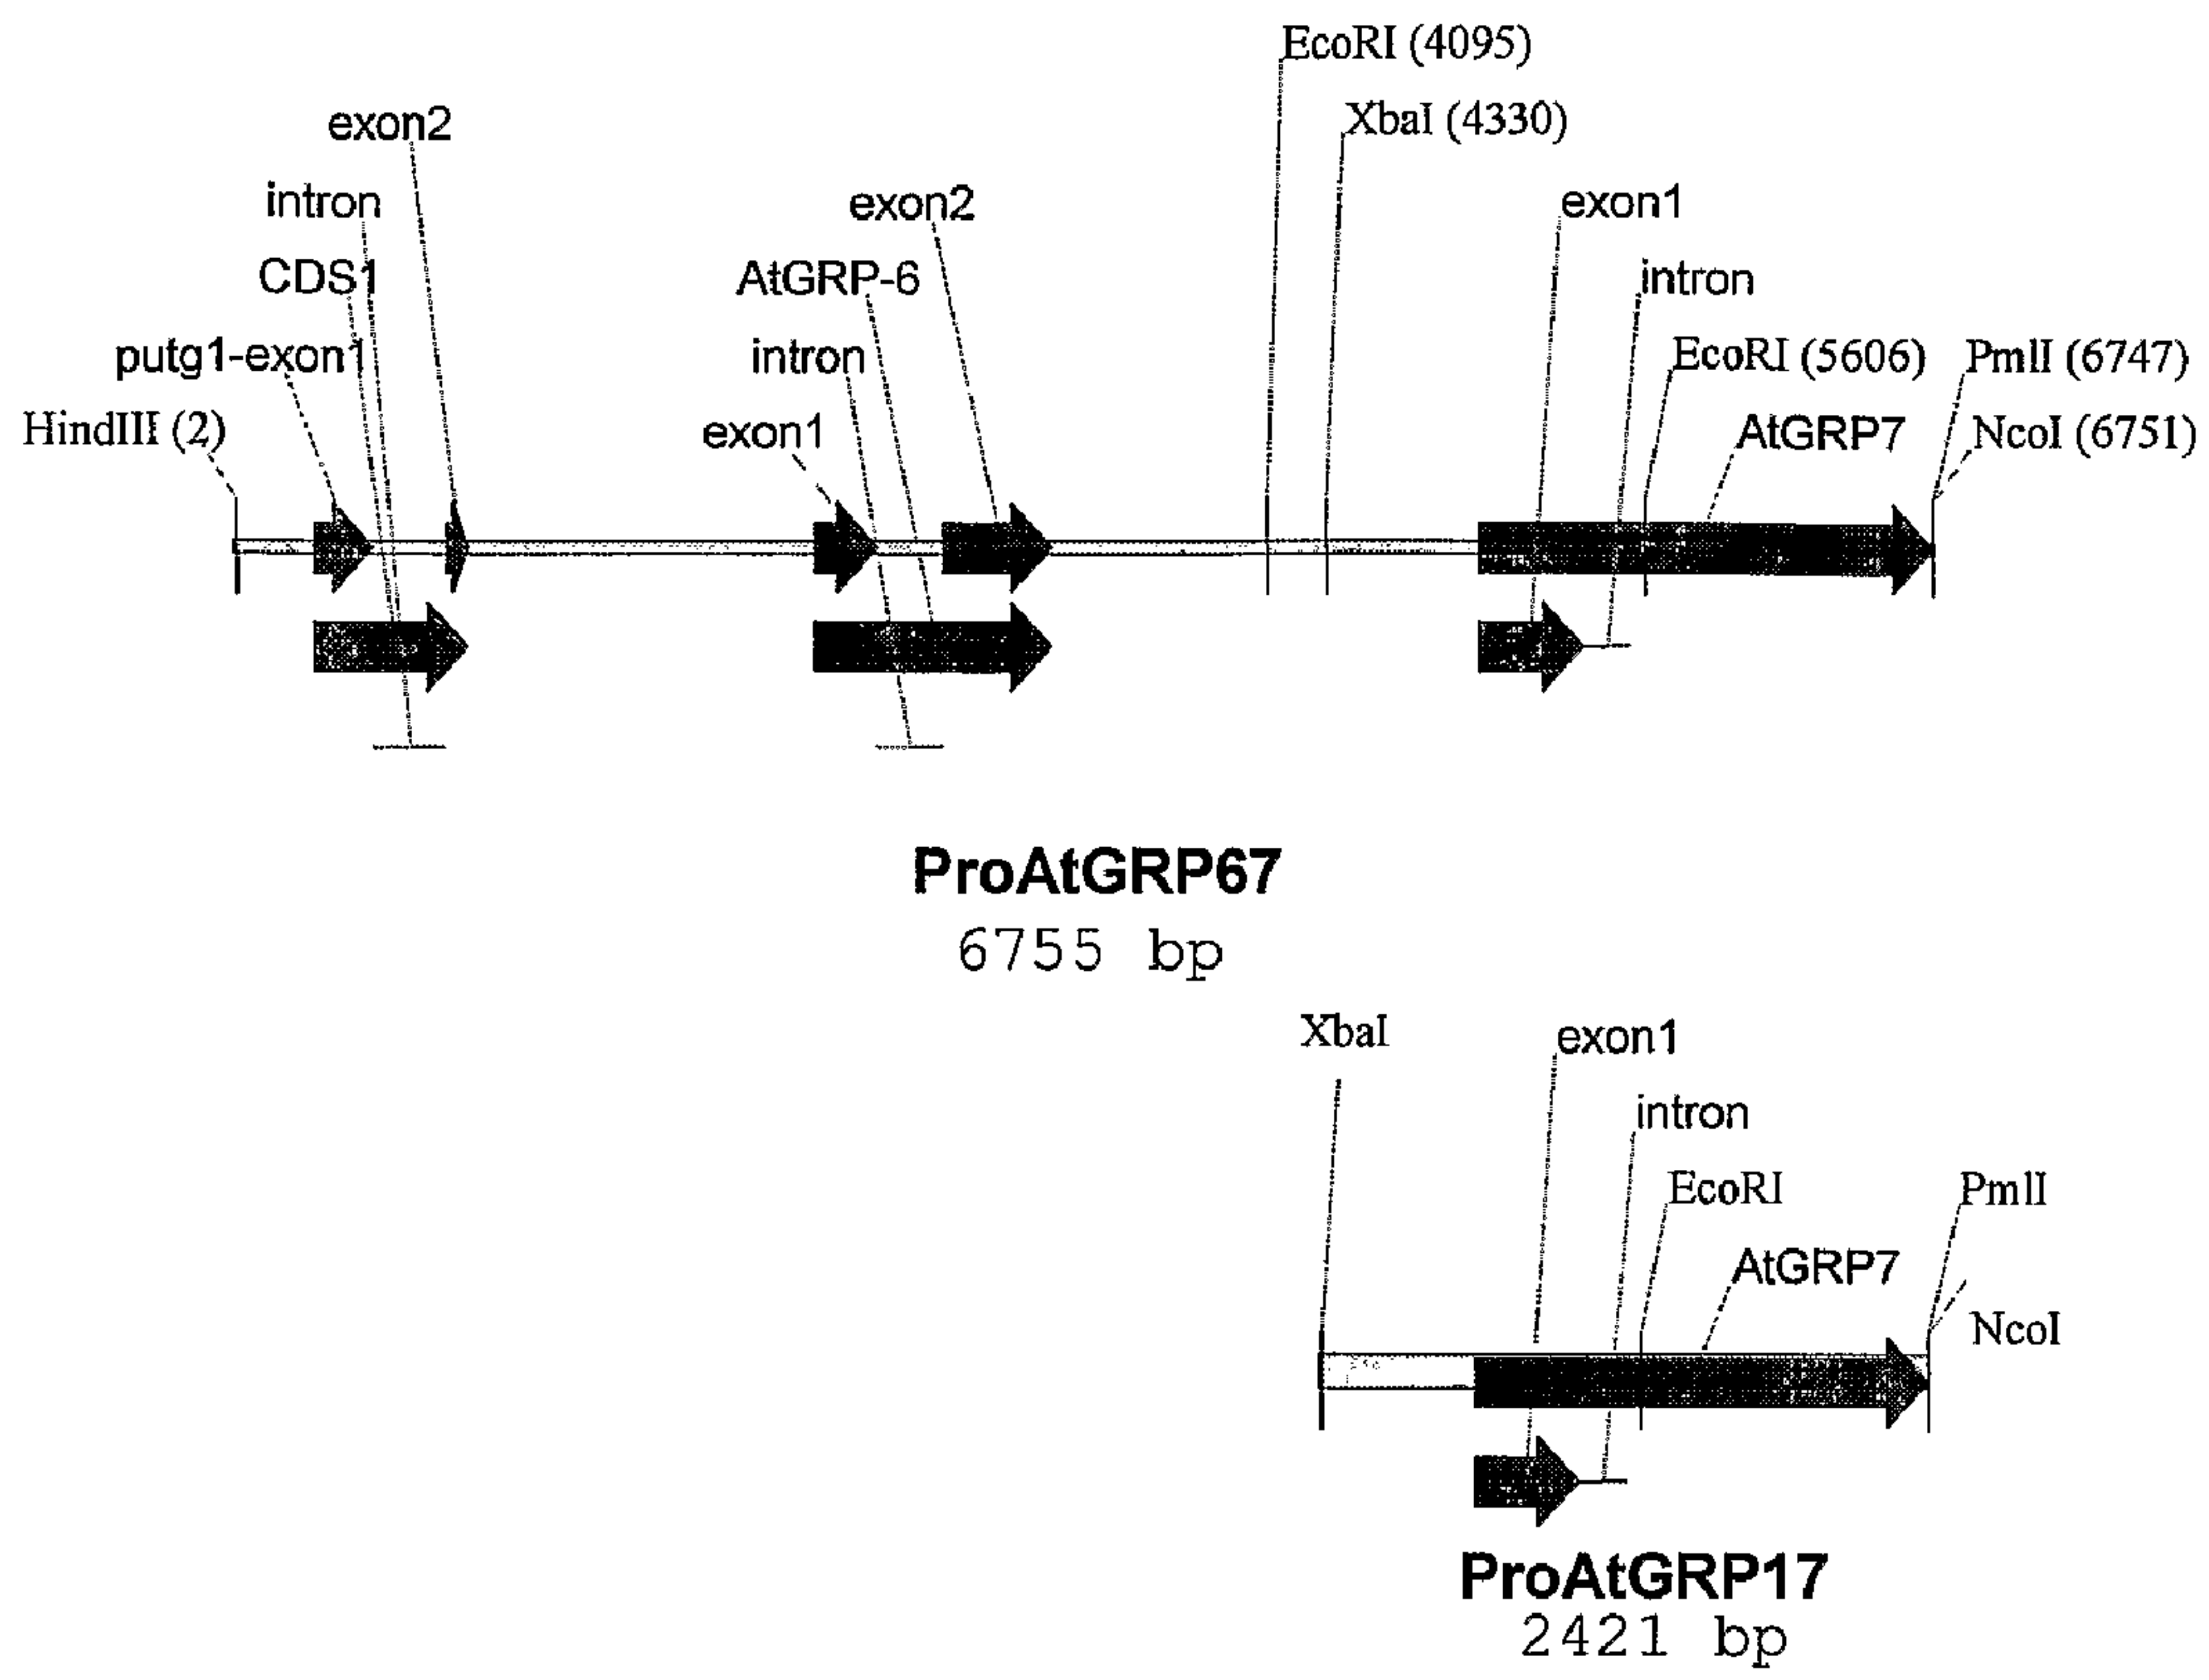 EcoRI (4095)
XbaI (4330)
exon2
intron
exon2
exon1
CDS1
AtGRP-6
intron
putg1-exon1
intron
EcoRI (5606)
PmlI (6747)
HindIII (2)
exon1
AtGRP7
NcoI (6751)
ProAtGRP67
6755 bp
XbaI
exon1
intron
EcoRI
PmlI
AtGRP7
NcoI
ProAtGRP17
2421 bp